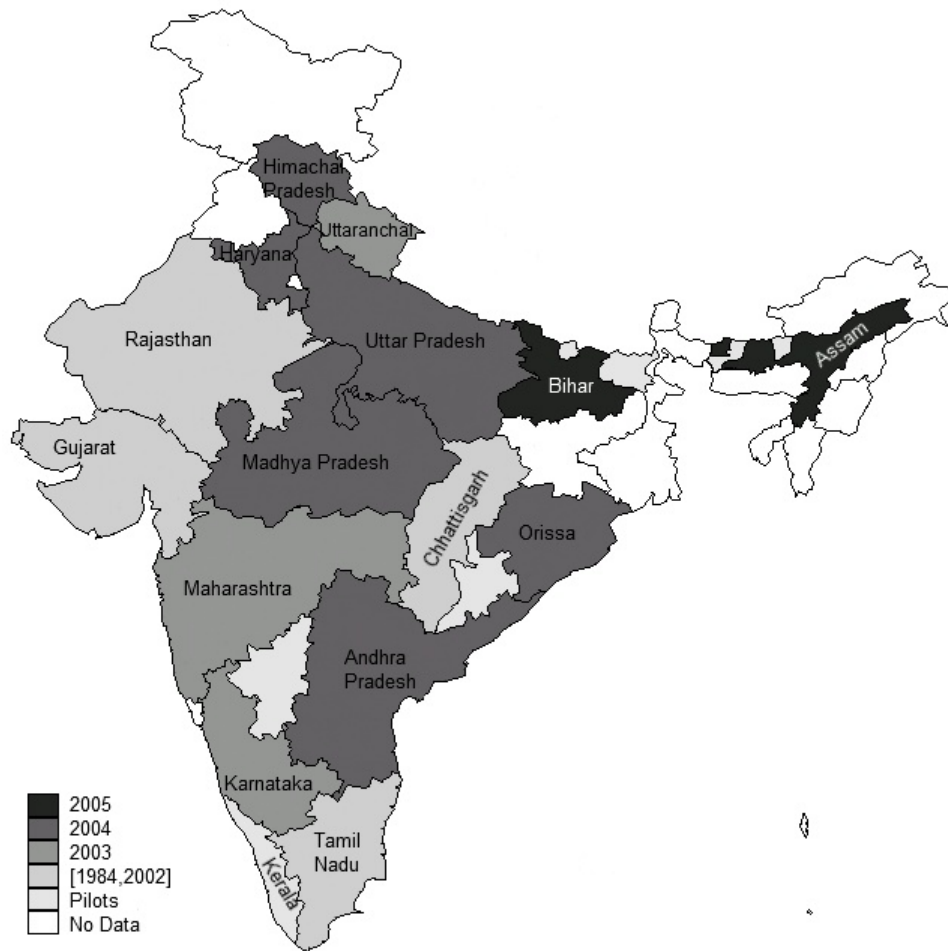 Himachal
Pradesh
Uttaranchal
Haryana
Rajasthan
Uttar Pradesh
Assam
Bihar
Gujarat
Madhya Pradesh
Chhattisgarh
Orissa
Maharashtra
Andhra
Pradesh
Karnataka
Tamil
Nadu
Kerala
2005
2004
2003
[1984,2002]
Pilots
No Data